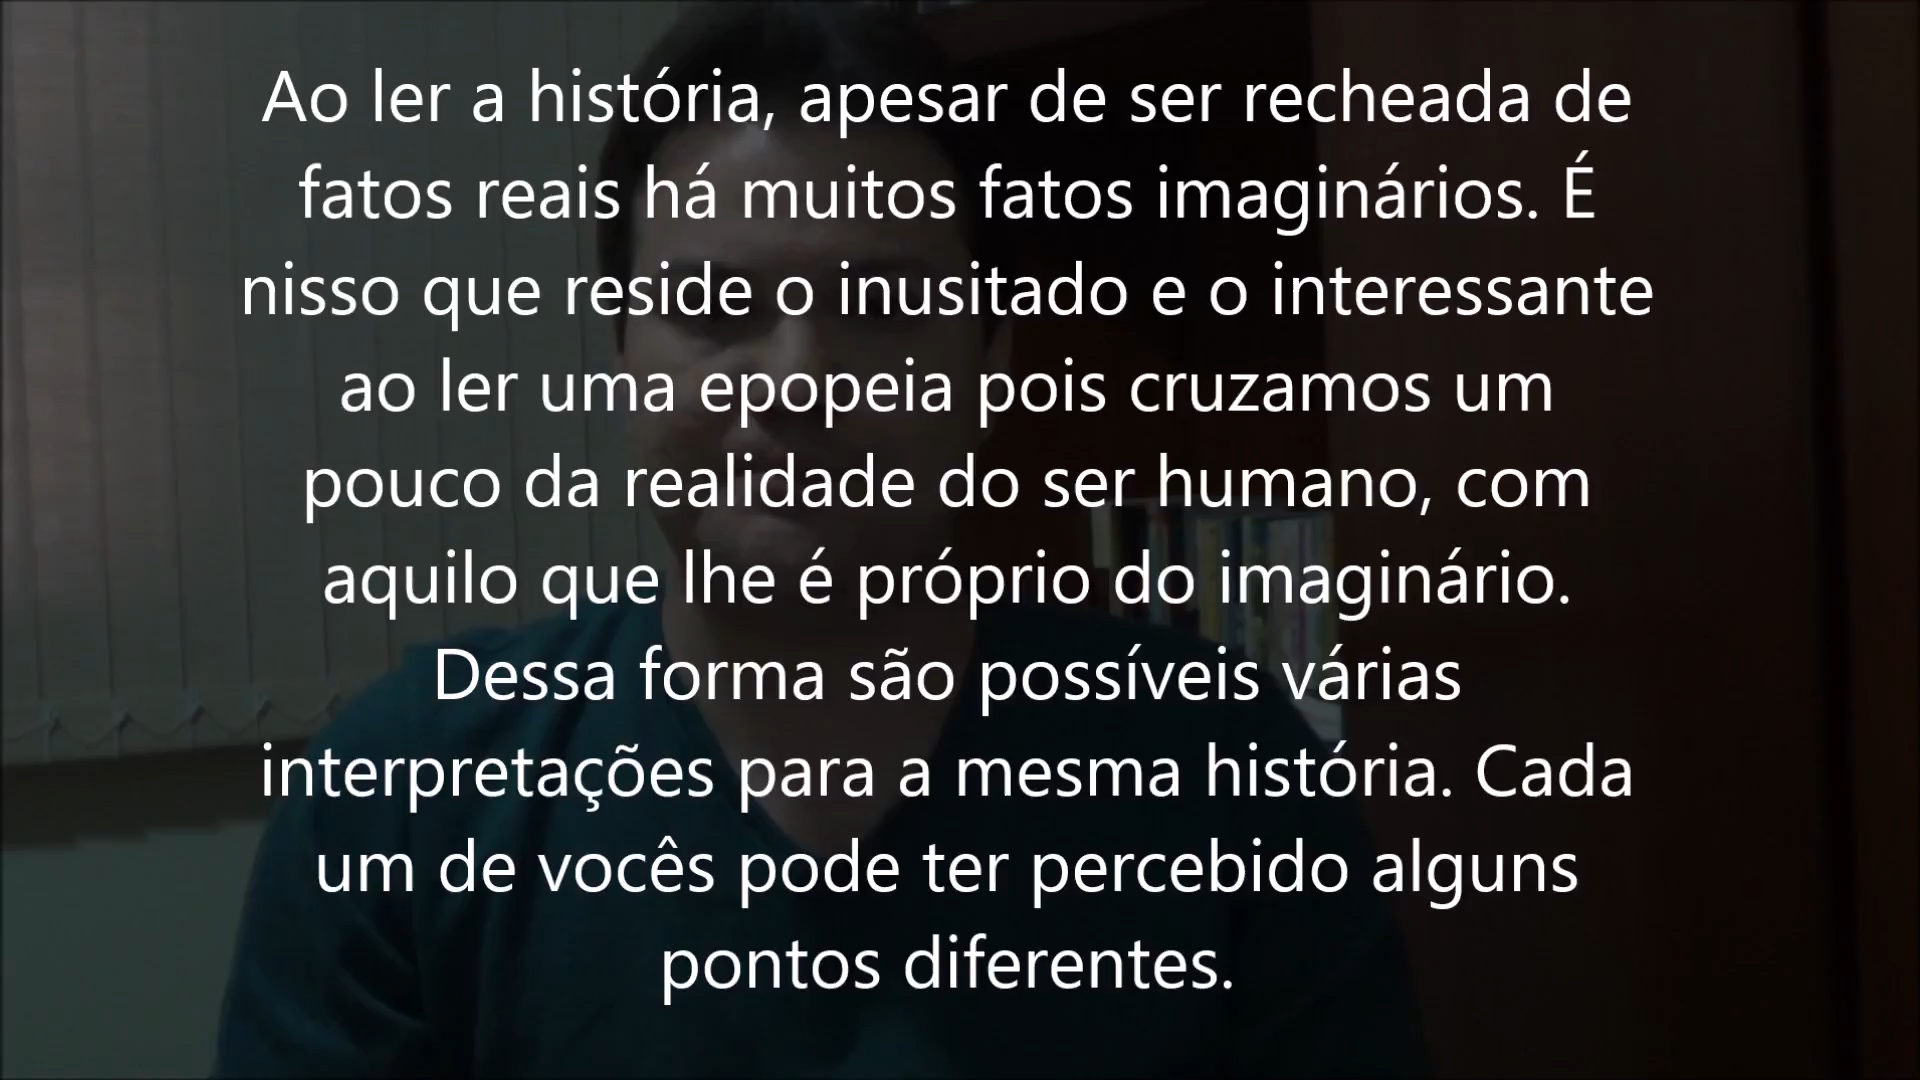 Ao ler a história, apesar de ser recheada de
fatos reais há muitos fatos imaginários. É
nisso que reside o inusitado e o interessante
ao ler uma epopeia pois cruzamos um
pouco da realidade do ser humano, com
aquilo que lhe é próprio do imaginário.
Dessa forma são possíveis várias
interpretações para a mesma história. Cada
um de vocês pode ter percebido alguns
pontos diferentes.